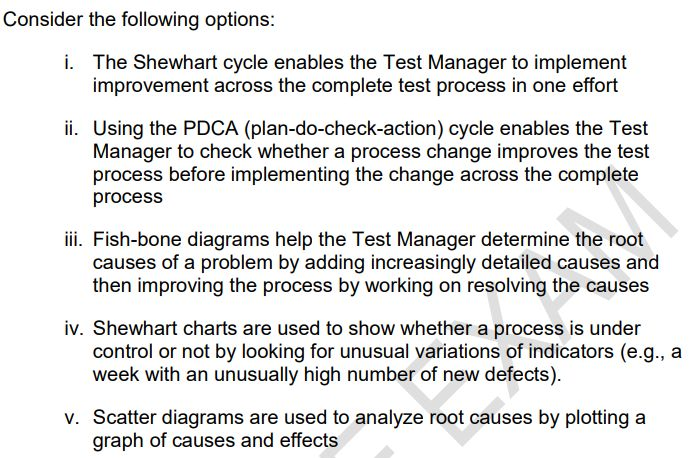 Consider the following options:
i. The Shewhart cycle enables the Test Manager to implement
improvement across the complete test process in one effort
ii. Using the PDCA (plan-do-check-action) cycle enables the Test
Manager to check whether a process change improves the test
process before implementing the change across the complete
process
iii. Fish-bone diagrams help the Test Manager determine the root
causes of a problem by adding increasingly detailed causes and
then improving the process by working on resolving the causes
iv. Shewhart charts are used to show whether a process is under
control or not by looking for unusual variations of indicators (e.g., a
week with an unusually high number of new defects).
v. Scatter diagrams are used to analyze root causes by plotting a
graph of causes and effects
EXAM